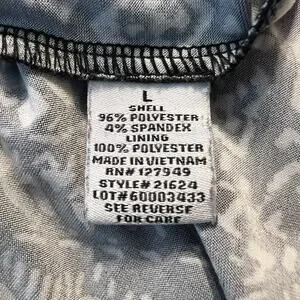 L
SHELL
96% POLYESTER
4% SPANDEX
LINING
100% POLYESTER
MADE IN VIETNAM
RN# 127949
STYLE# 21624
LOT#60003433
SEE REVERSE
FOR CARE